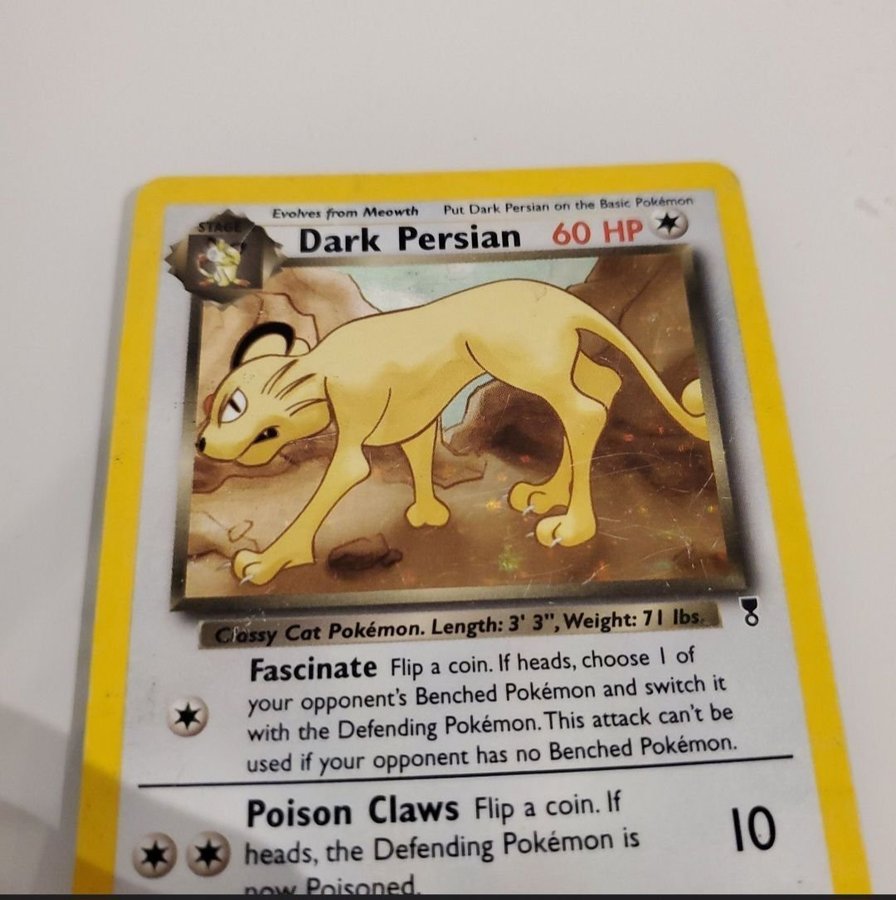 Evolves from Meowth Put Dark Persian on the Basic Pokémon
STAGE
Dark Persian 60 HP
Classy Cat Pokémon. Length: 3' 3", Weight: 71 lbs.
Fascinate Flip a coin. If heads, choose 1 of
your opponent's Benched Pokémon and switch it
with the Defending Pokémon. This attack can't be
used if your opponent has no Benched Pokémon.
Poison Claws Flip a coin. If
heads, the Defending Pokémon is
now Poisoned.
10